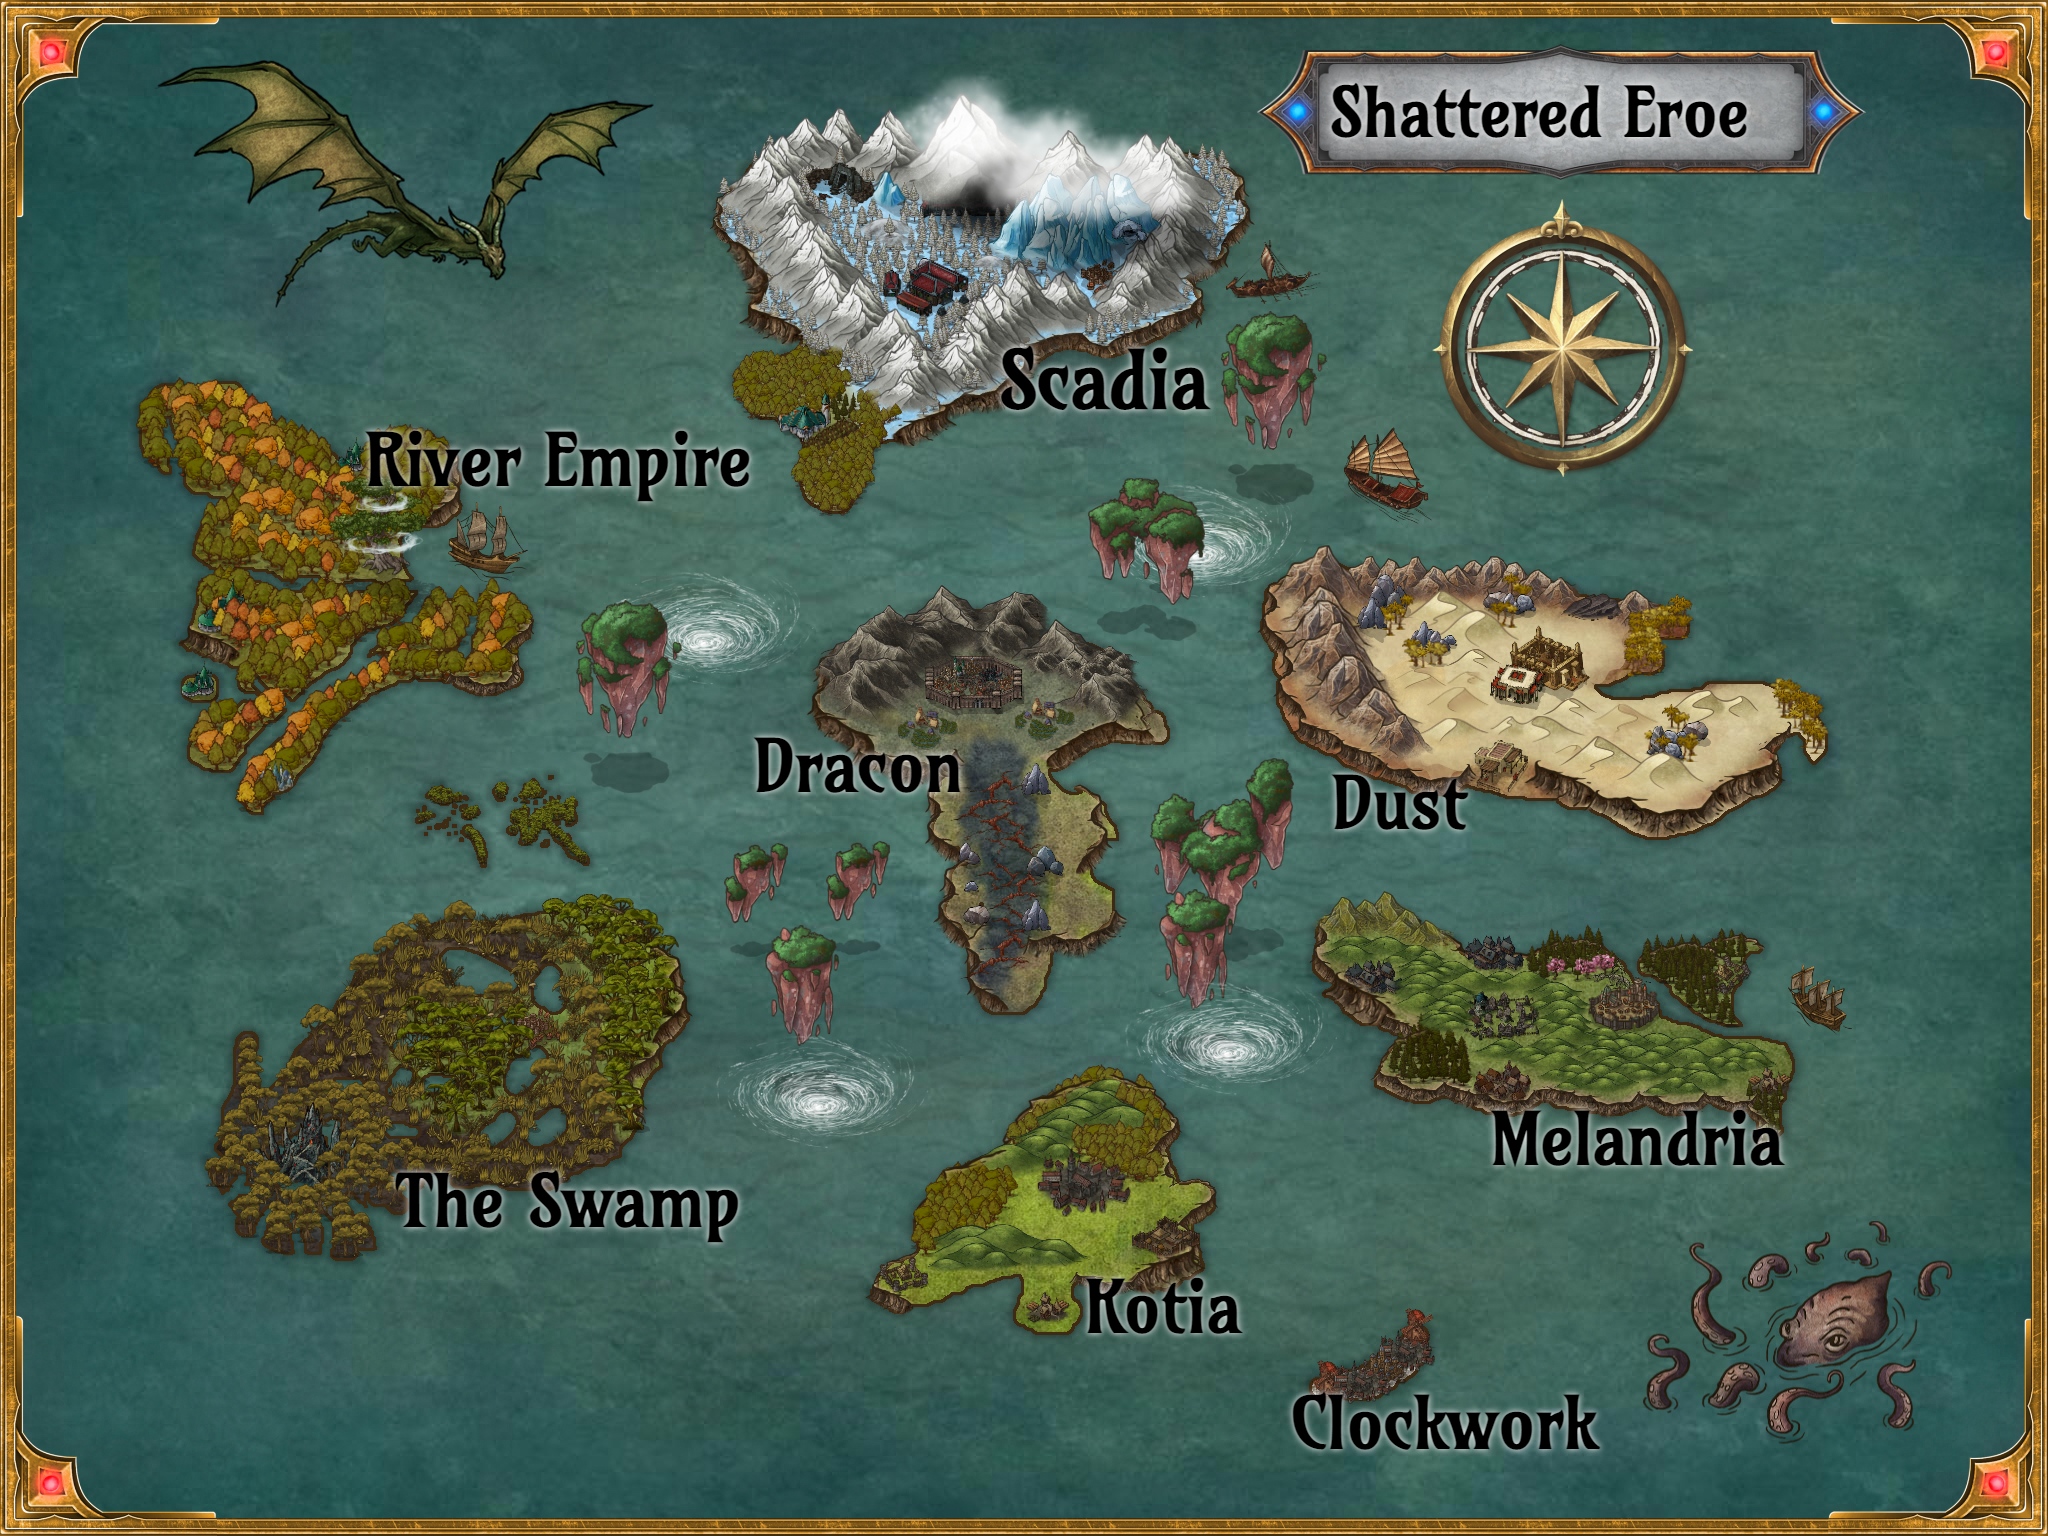 Shattered Eroe
Scadia
River Empire
Dracon
Dust
Melandria
The Swamp
Kotia
Clockwork